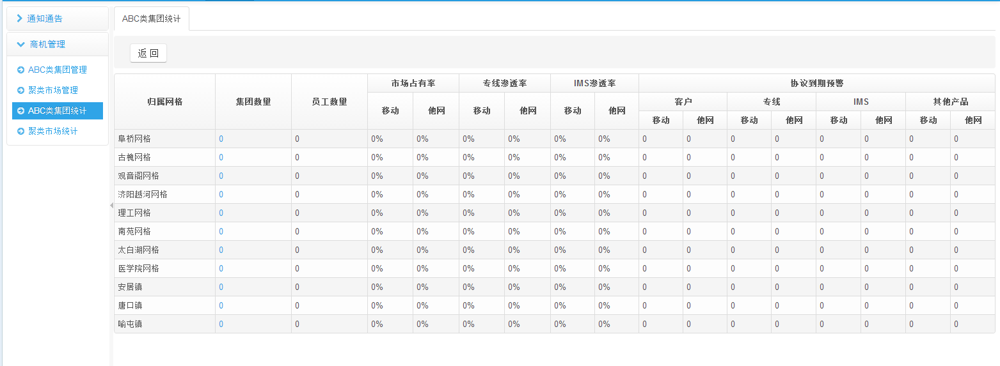 通知通告
商机管理
ABC类集团管理
聚类市场管理
ABC类集团统计
聚类市场统计
ABC类集团统计
返 回
归属网格 集团数量 员工数量 市场占有率 专线渗透率 IMS渗透率 协议到期预警
移动 他网 移动 他网 移动 他网 客户 专线 IMS 其他产品
移动 他网 移动 他网 移动 他网 移动 他网
阜桥网格 0 0 0% 0% 0% 0% 0% 0% 0 0 0 0 0 0 0 0
古槐网格 0 0 0% 0% 0% 0% 0% 0% 0 0 0 0 0 0 0 0
观音阁网格 0 0 0% 0% 0% 0% 0% 0% 0 0 0 0 0 0 0 0
济阳越河网格 0 0 0% 0% 0% 0% 0% 0% 0 0 0 0 0 0 0 0
理工网格 0 0 0% 0% 0% 0% 0% 0% 0 0 0 0 0 0 0 0
南苑网格 0 0 0% 0% 0% 0% 0% 0% 0 0 0 0 0 0 0 0
太白湖网格 0 0 0% 0% 0% 0% 0% 0% 0 0 0 0 0 0 0 0
医学院网格 0 0 0% 0% 0% 0% 0% 0% 0 0 0 0 0 0 0 0
安居镇 0 0 0% 0% 0% 0% 0% 0% 0 0 0 0 0 0 0 0
唐口镇 0 0 0% 0% 0% 0% 0% 0% 0 0 0 0 0 0 0 0
喻屯镇 0 0 0% 0% 0% 0% 0% 0% 0 0 0 0 0 0 0 0